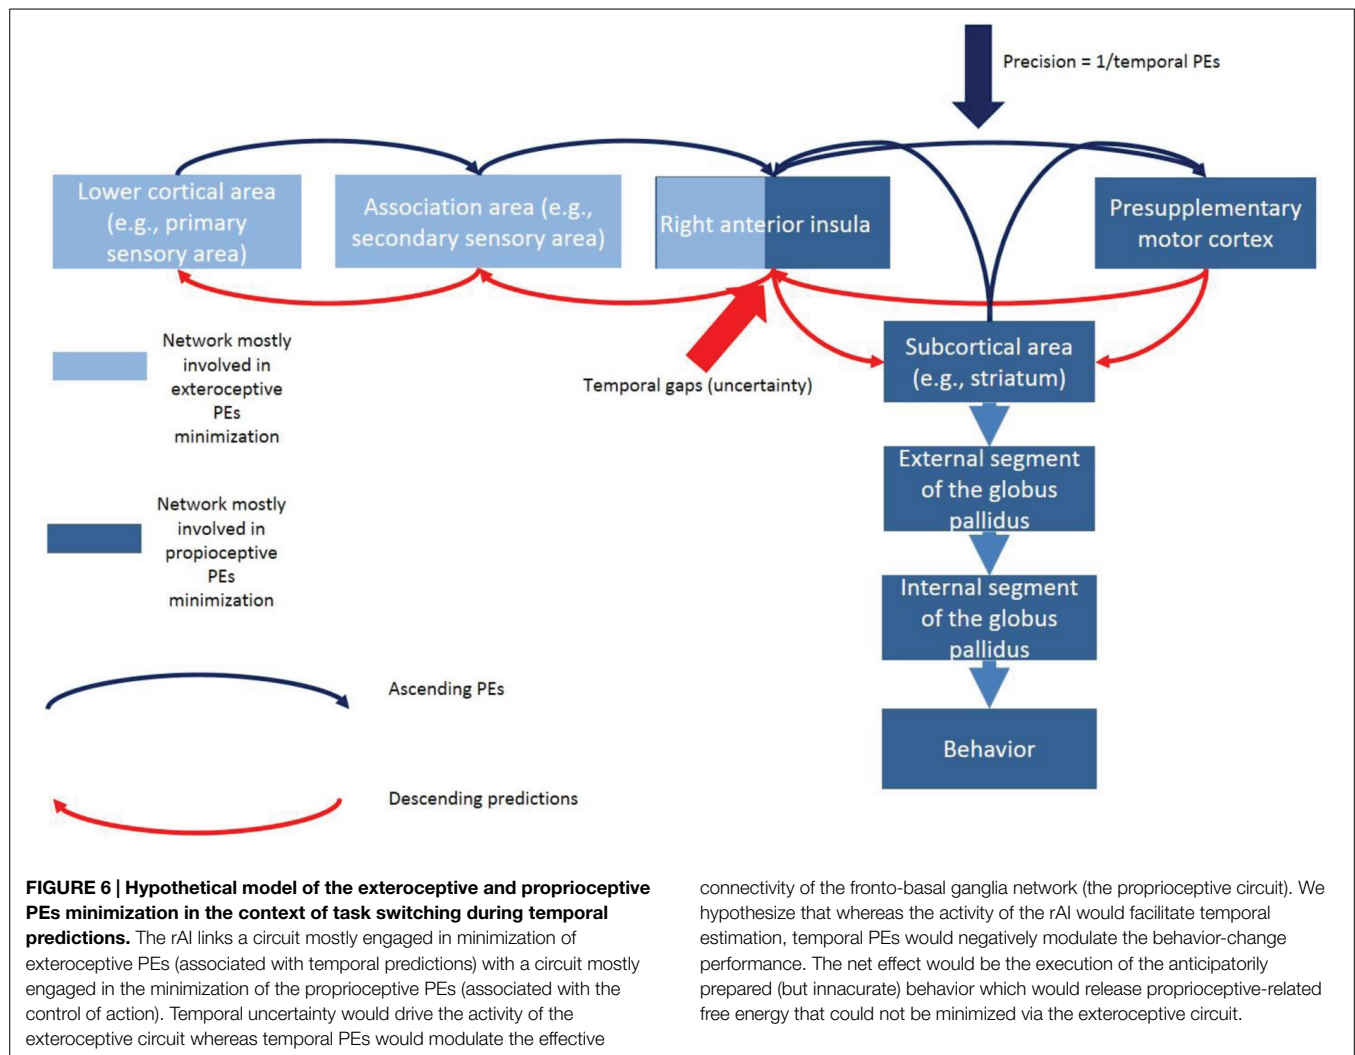 Precision = 1/temporal PEs
Lower cortical area
(e.g., primary
sensory area)
Association area (e.g.,
secondary sensory area)
Right anterior insula
Presupplementary
motor cortex
Network mostly
involved in
exteroceptive
PEs
minimization
Temporal gaps (uncertainty)
Subcortical area
(e.g., striatum)
External segment
of the globus
pallidus
Network mostly
involved in
propioceptive
PEs
minimization
Internal segment
of the globus
pallidus
Ascending PEs
Behavior
Descending predictions
FIGURE 6 | Hypothetical model of the exteroceptive and proprioceptive
PEs minimization in the context of task switching during temporal
predictions. The rAI links a circuit mostly engaged in minimization of
exteroceptive PEs (associated with temporal predictions) with a circuit mostly
engaged in the minimization of the proprioceptive PEs (associated with the
control of action). Temporal uncertainty would drive the activity of the
exteroceptive circuit whereas temporal PEs would modulate the effective
connectivity of the fronto-basal ganglia network (the proprioceptive circuit). We
hypothesize that whereas the activity of the rAI would facilitate temporal
estimation, temporal PEs would negatively modulate the behavior-change
performance. The net effect would be the execution of the anticipatorily
prepared (but innacurate) behavior which would release proprioceptive-related
free energy that could not be minimized via the exteroceptive circuit.